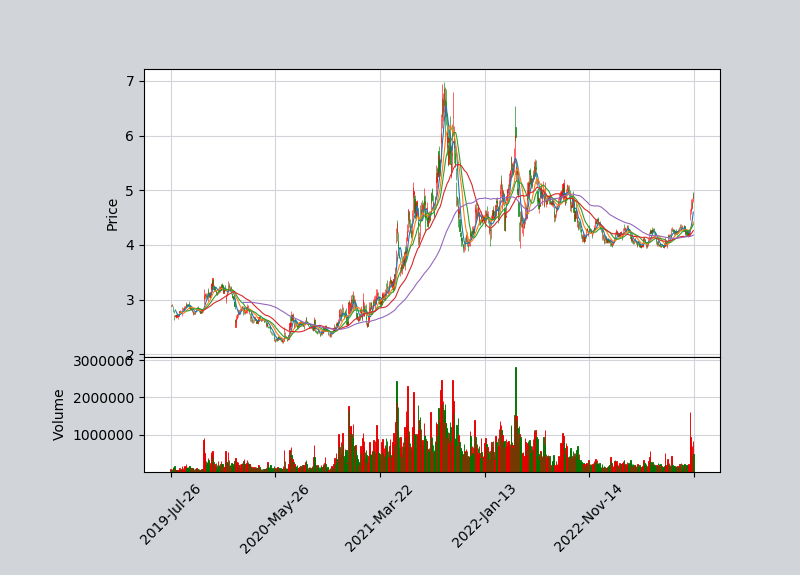 7
6
5
4
3
2
Price
3000000
2000000
1000000
Volume
2019-Jul-26
2020-May-26
2021-Mar-22
2022-Jan-13
2022-Nov-14